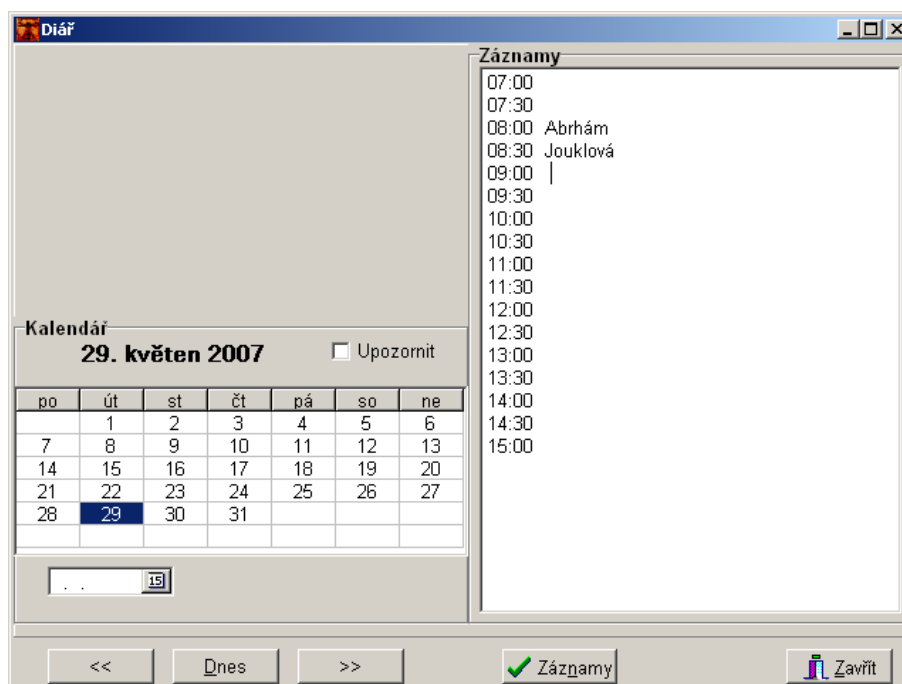 Diář
Záznamy
07:00
07:30
08:00 Abrhám
08:30 Jouklová
09:00
09:30
10:00
10:30
11:00
11:30
12:00
12:30
13:00
13:30
14:00
14:30
15:00
Kalendář
29. květen 2007 Upozornit
po út st čt pá so ne
1 2 3 4 5 6
7 8 9 10 11 12 13
14 15 16 17 18 19 20
21 22 23 24 25 26 27
28 29 30 31
. . 15
<< Dnes >> Záznamy Zavřít